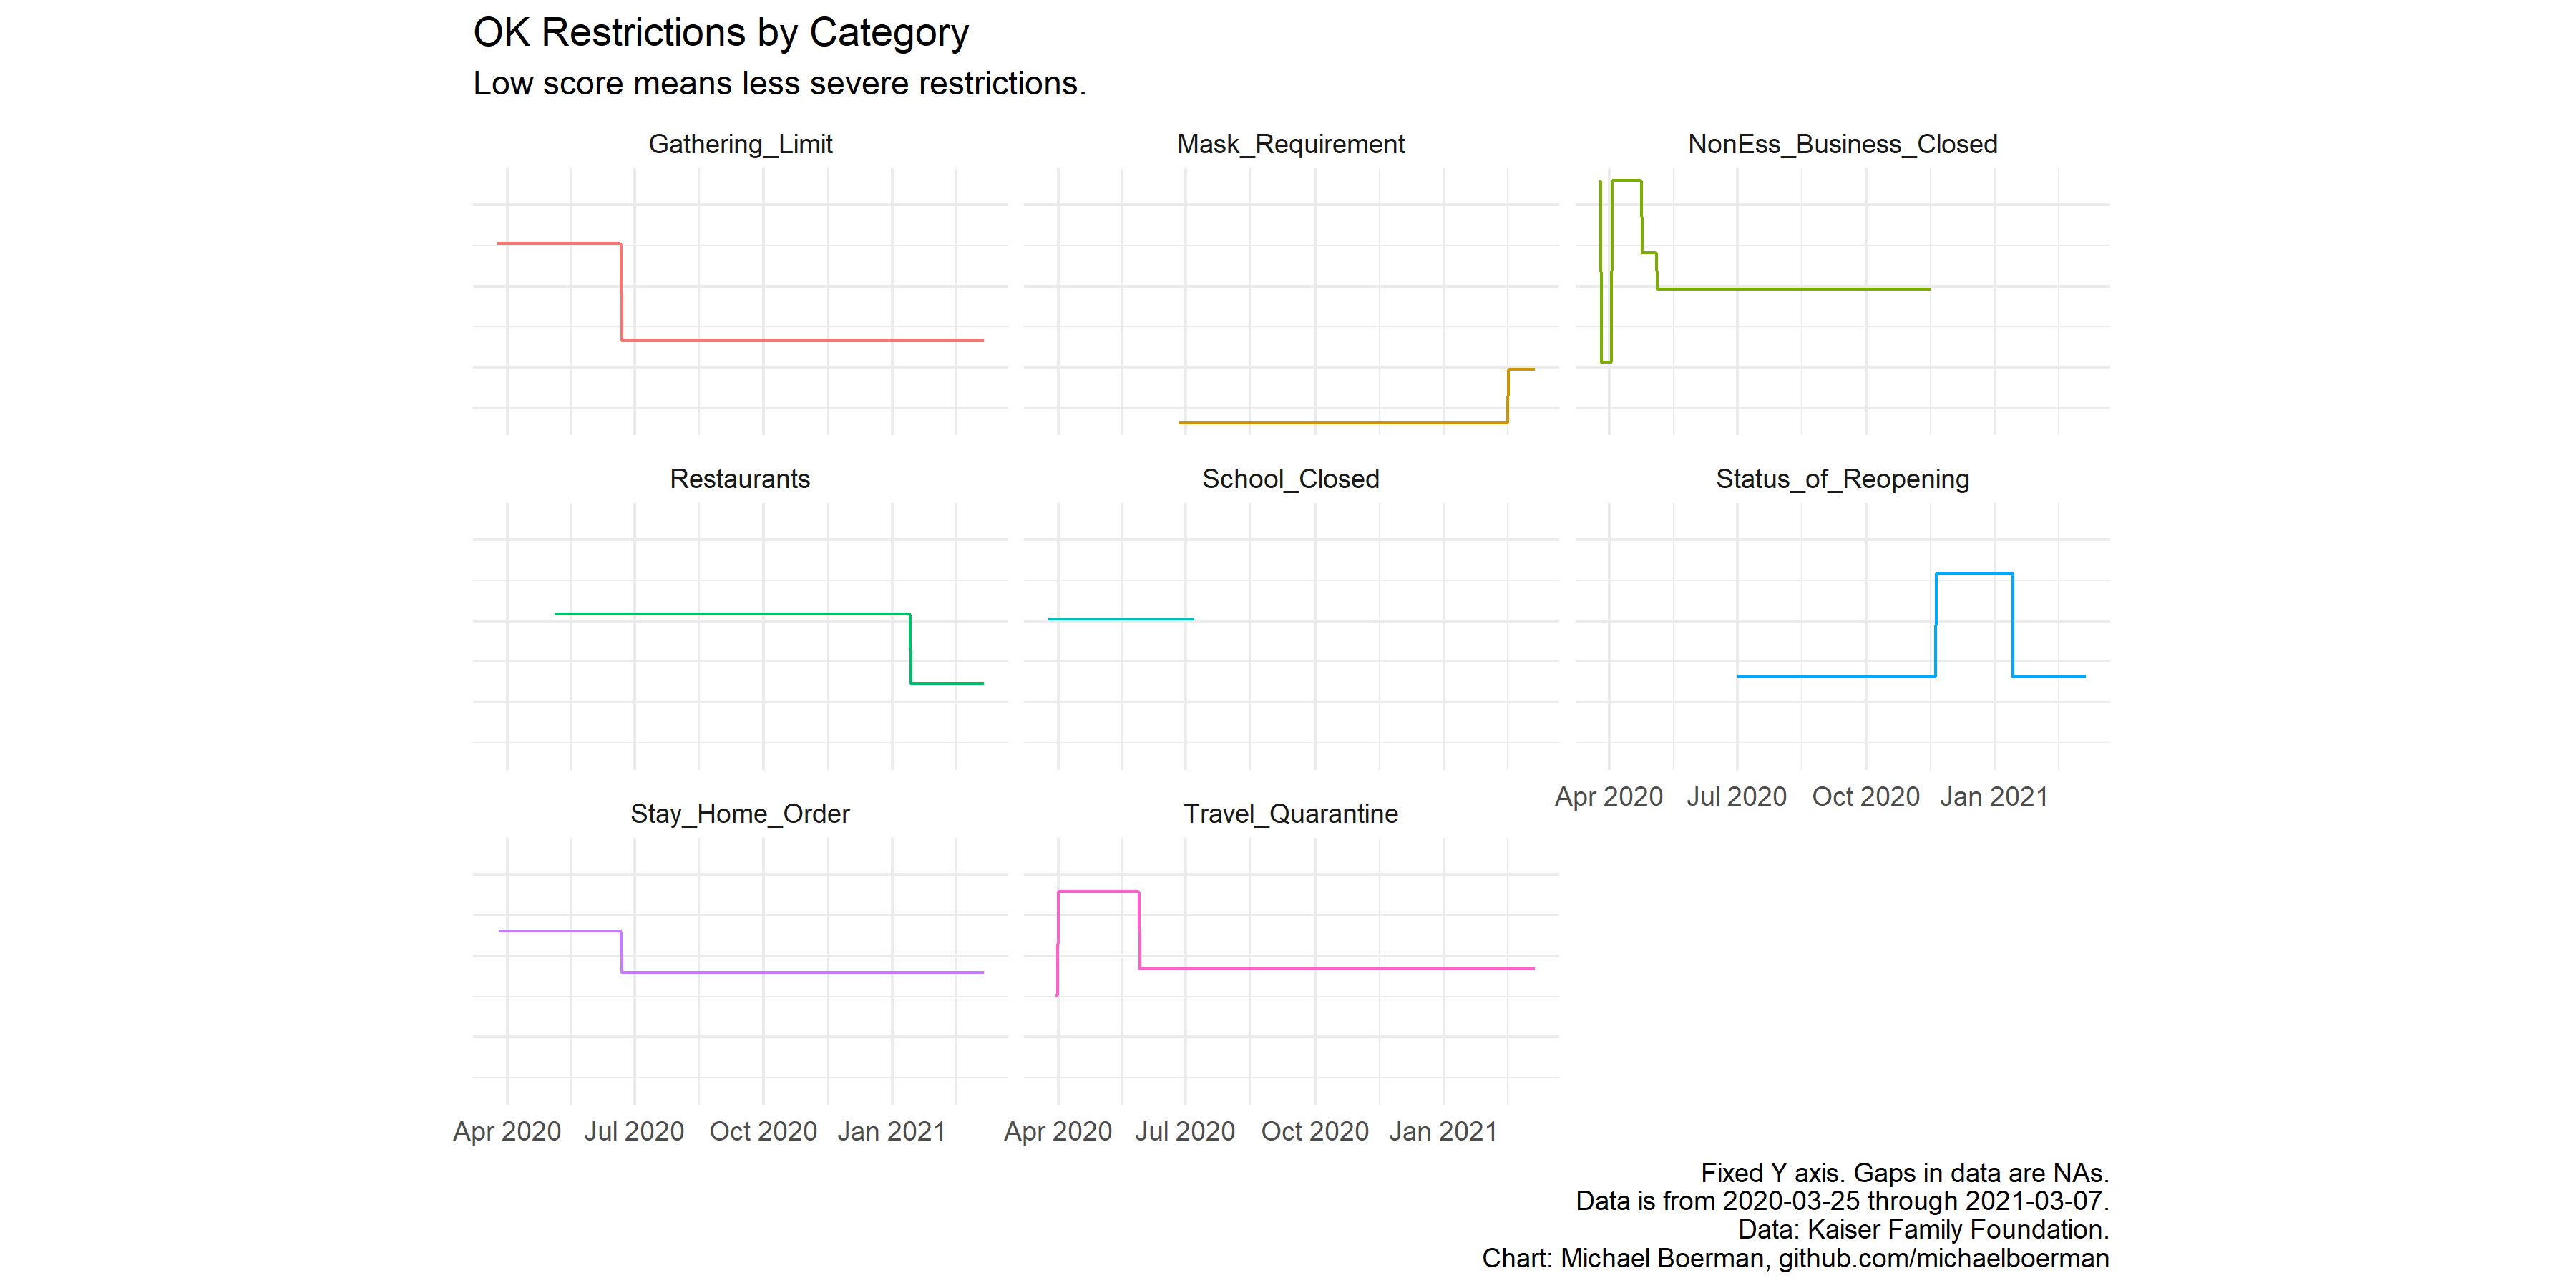 OK Restrictions by Category
Low score means less severe restrictions.
Gathering_Limit
Mask_Requirement
NonEss_Business_Closed
Restaurants
School_Closed
Status_of_Reopening
Apr 2020 Jul 2020 Oct 2020 Jan 2021
Stay_Home_Order
Travel_Quarantine
Apr 2020 Jul 2020 Oct 2020 Jan 2021
Apr 2020 Jul 2020 Oct 2020 Jan 2021
Fixed Y axis. Gaps in data are NAs.
Data is from 2020-03-25 through 2021-03-07.
Data: Kaiser Family Foundation.
Chart: Michael Boerman, github.com/michaelboerman